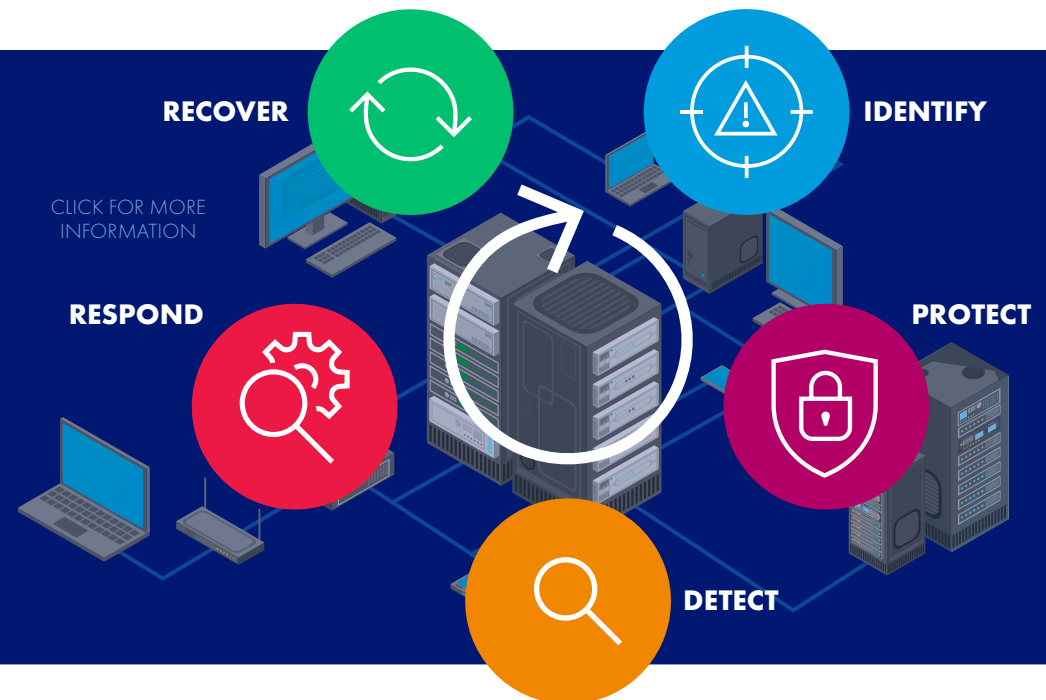 RECOVER
IDENTIFY
CLICK FOR MORE
INFORMATION
RESPOND
PROTECT
DETECT